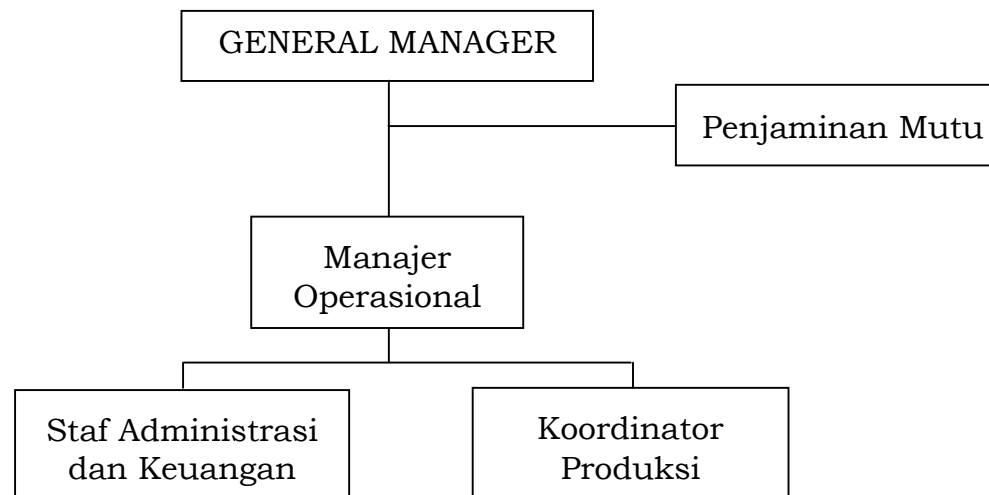 GENERAL MANAGER
Penjaminan Mutu
Manajer
Operasional
Staf Administrasi
dan Keuangan
Koordinator
Produksi